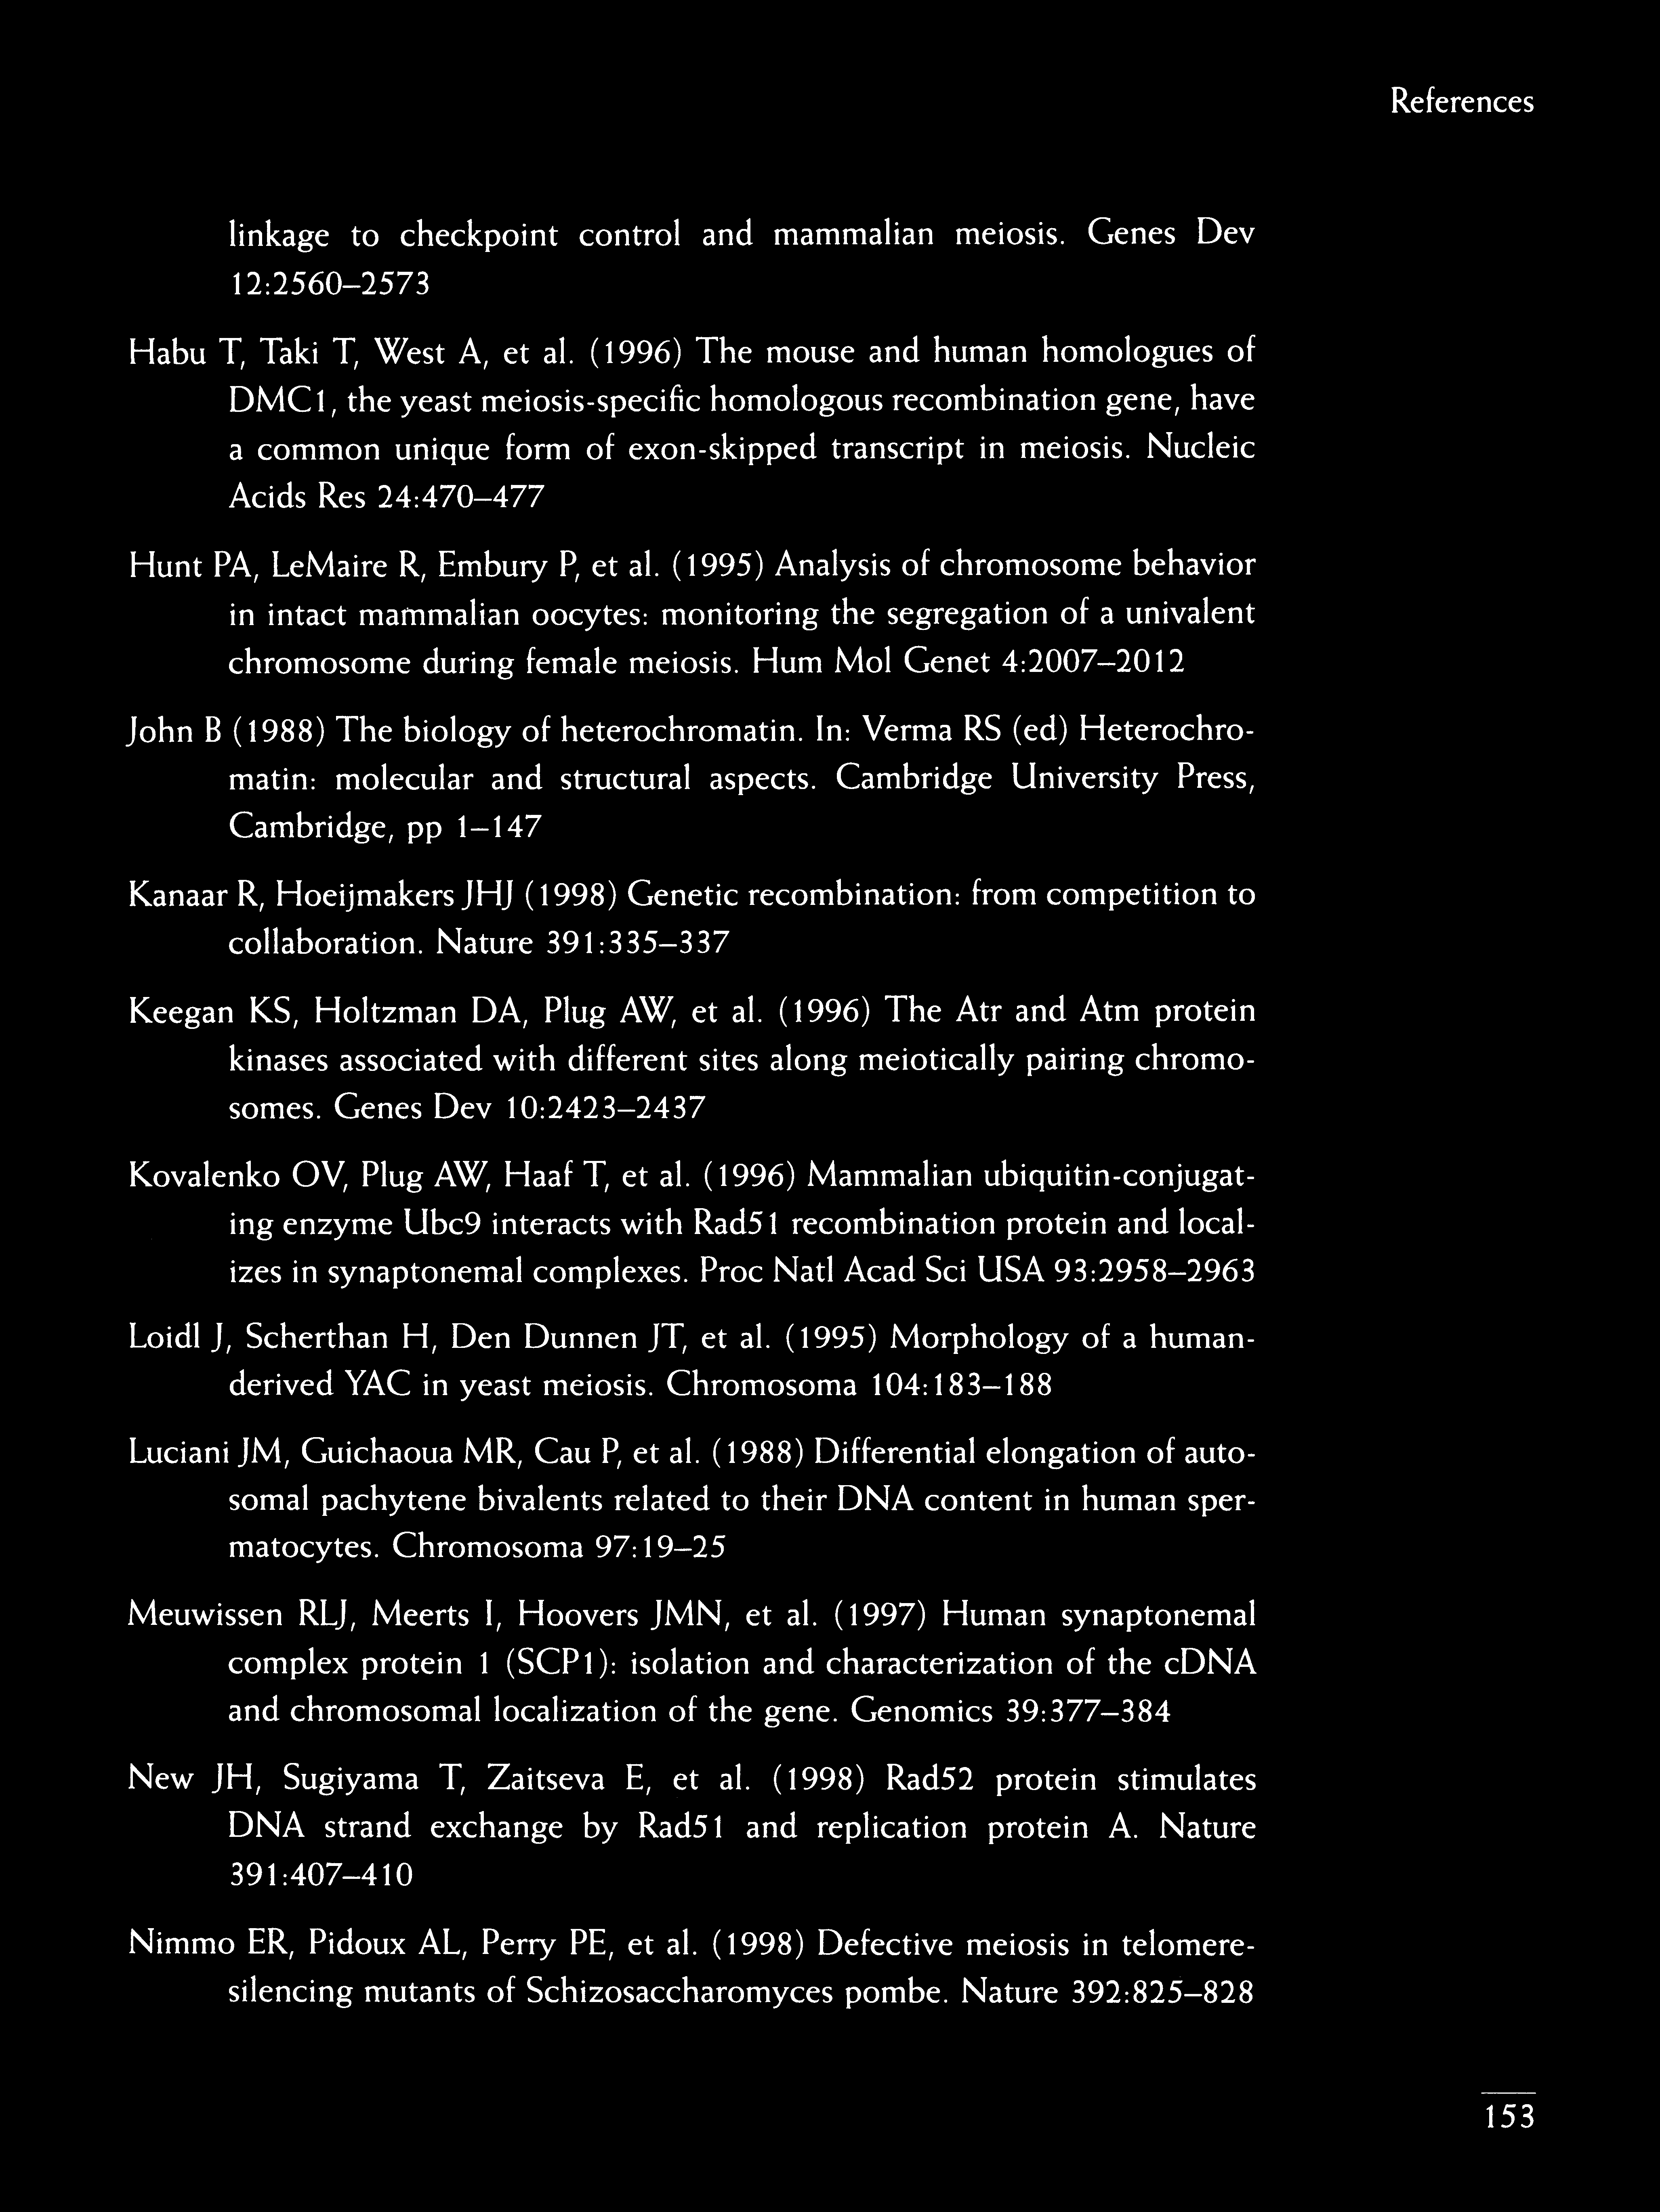 References
linkage to checkpoint control and mammalian meiosis. Genes Dev
12:2560–2573
Habu T, Taki T, West A, et al. (1996) The mouse and human homologues of
DMC1, the yeast meiosis-specific homologous recombination gene, have
a common unique form of exon-skipped transcript in meiosis. Nucleic
Acids Res 24:470–477
Hunt PA, LeMaire R, Embury P, et al. (1995) Analysis of chromosome behavior
in intact mammalian oocytes: monitoring the segregation of a univalent
chromosome during female meiosis. Hum Mol Genet 4:2007–2012
John B (1988) The biology of heterochromatin. In: Verma RS (ed) Heterochro-
matin: molecular and structural aspects. Cambridge University Press,
Cambridge, pp 1–147
Kanaar R, Hoeijmakers JHJ (1998) Genetic recombination: from competition to
collaboration. Nature 391:335–337
Keegan KS, Holtzman DA, Plug AW, et al. (1996) The Atr and Atm protein
kinases associated with different sites along meiotically pairing chromo-
somes. Genes Dev 10:2423–2437
Kovalenko OV, Plug AW, Haaf T, et al. (1996) Mammalian ubiquitin-conjugat-
ing enzyme Ubc9 interacts with Rad51 recombination protein and local-
izes in synaptonemal complexes. Proc Natl Acad Sci USA 93:2958–2963
Loidl J, Scherthan H, Den Dunnen JT, et al. (1995) Morphology of a human-
derived YAC in yeast meiosis. Chromosoma 104:183–188
Luciani JM, Guichaoua MR, Cau P, et al. (1988) Differential elongation of auto-
somal pachytene bivalents related to their DNA content in human sper-
matocytes. Chromosoma 97:19–25
Meuwissen RLJ, Meerts I, Hoovers JMN, et al. (1997) Human synaptonemal
complex protein 1 (SCP1): isolation and characterization of the cDNA
and chromosomal localization of the gene. Genomics 39:377–384
New JH, Sugiyama T, Zaitseva E, et al. (1998) Rad52 protein stimulates
DNA strand exchange by Rad51 and replication protein A. Nature
391:407–410
Nimmo ER, Pidoux AL, Perry PE, et al. (1998) Defective meiosis in telomere-
silencing mutants of Schizosaccharomyces pombe. Nature 392:825–828
153